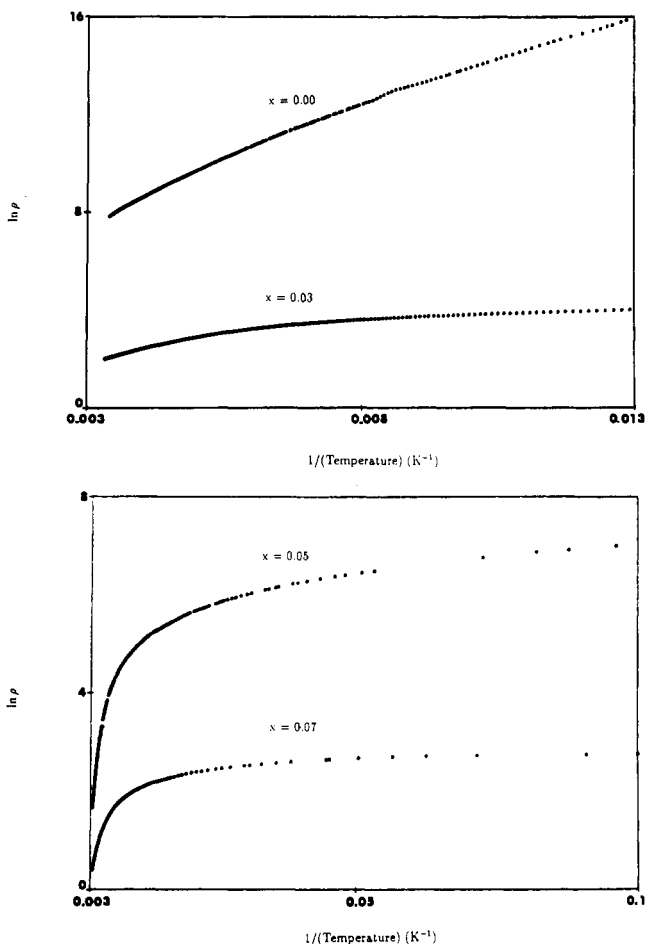 16
x = 0.00
ln ρ
8
x = 0.03
0
0.003
0.008
0.013
1/(Temperature) (K⁻¹)
8
x = 0.05
ln ρ
4
x = 0.07
0
0.003
0.05
0.1
1/(Temperature) (K⁻¹)